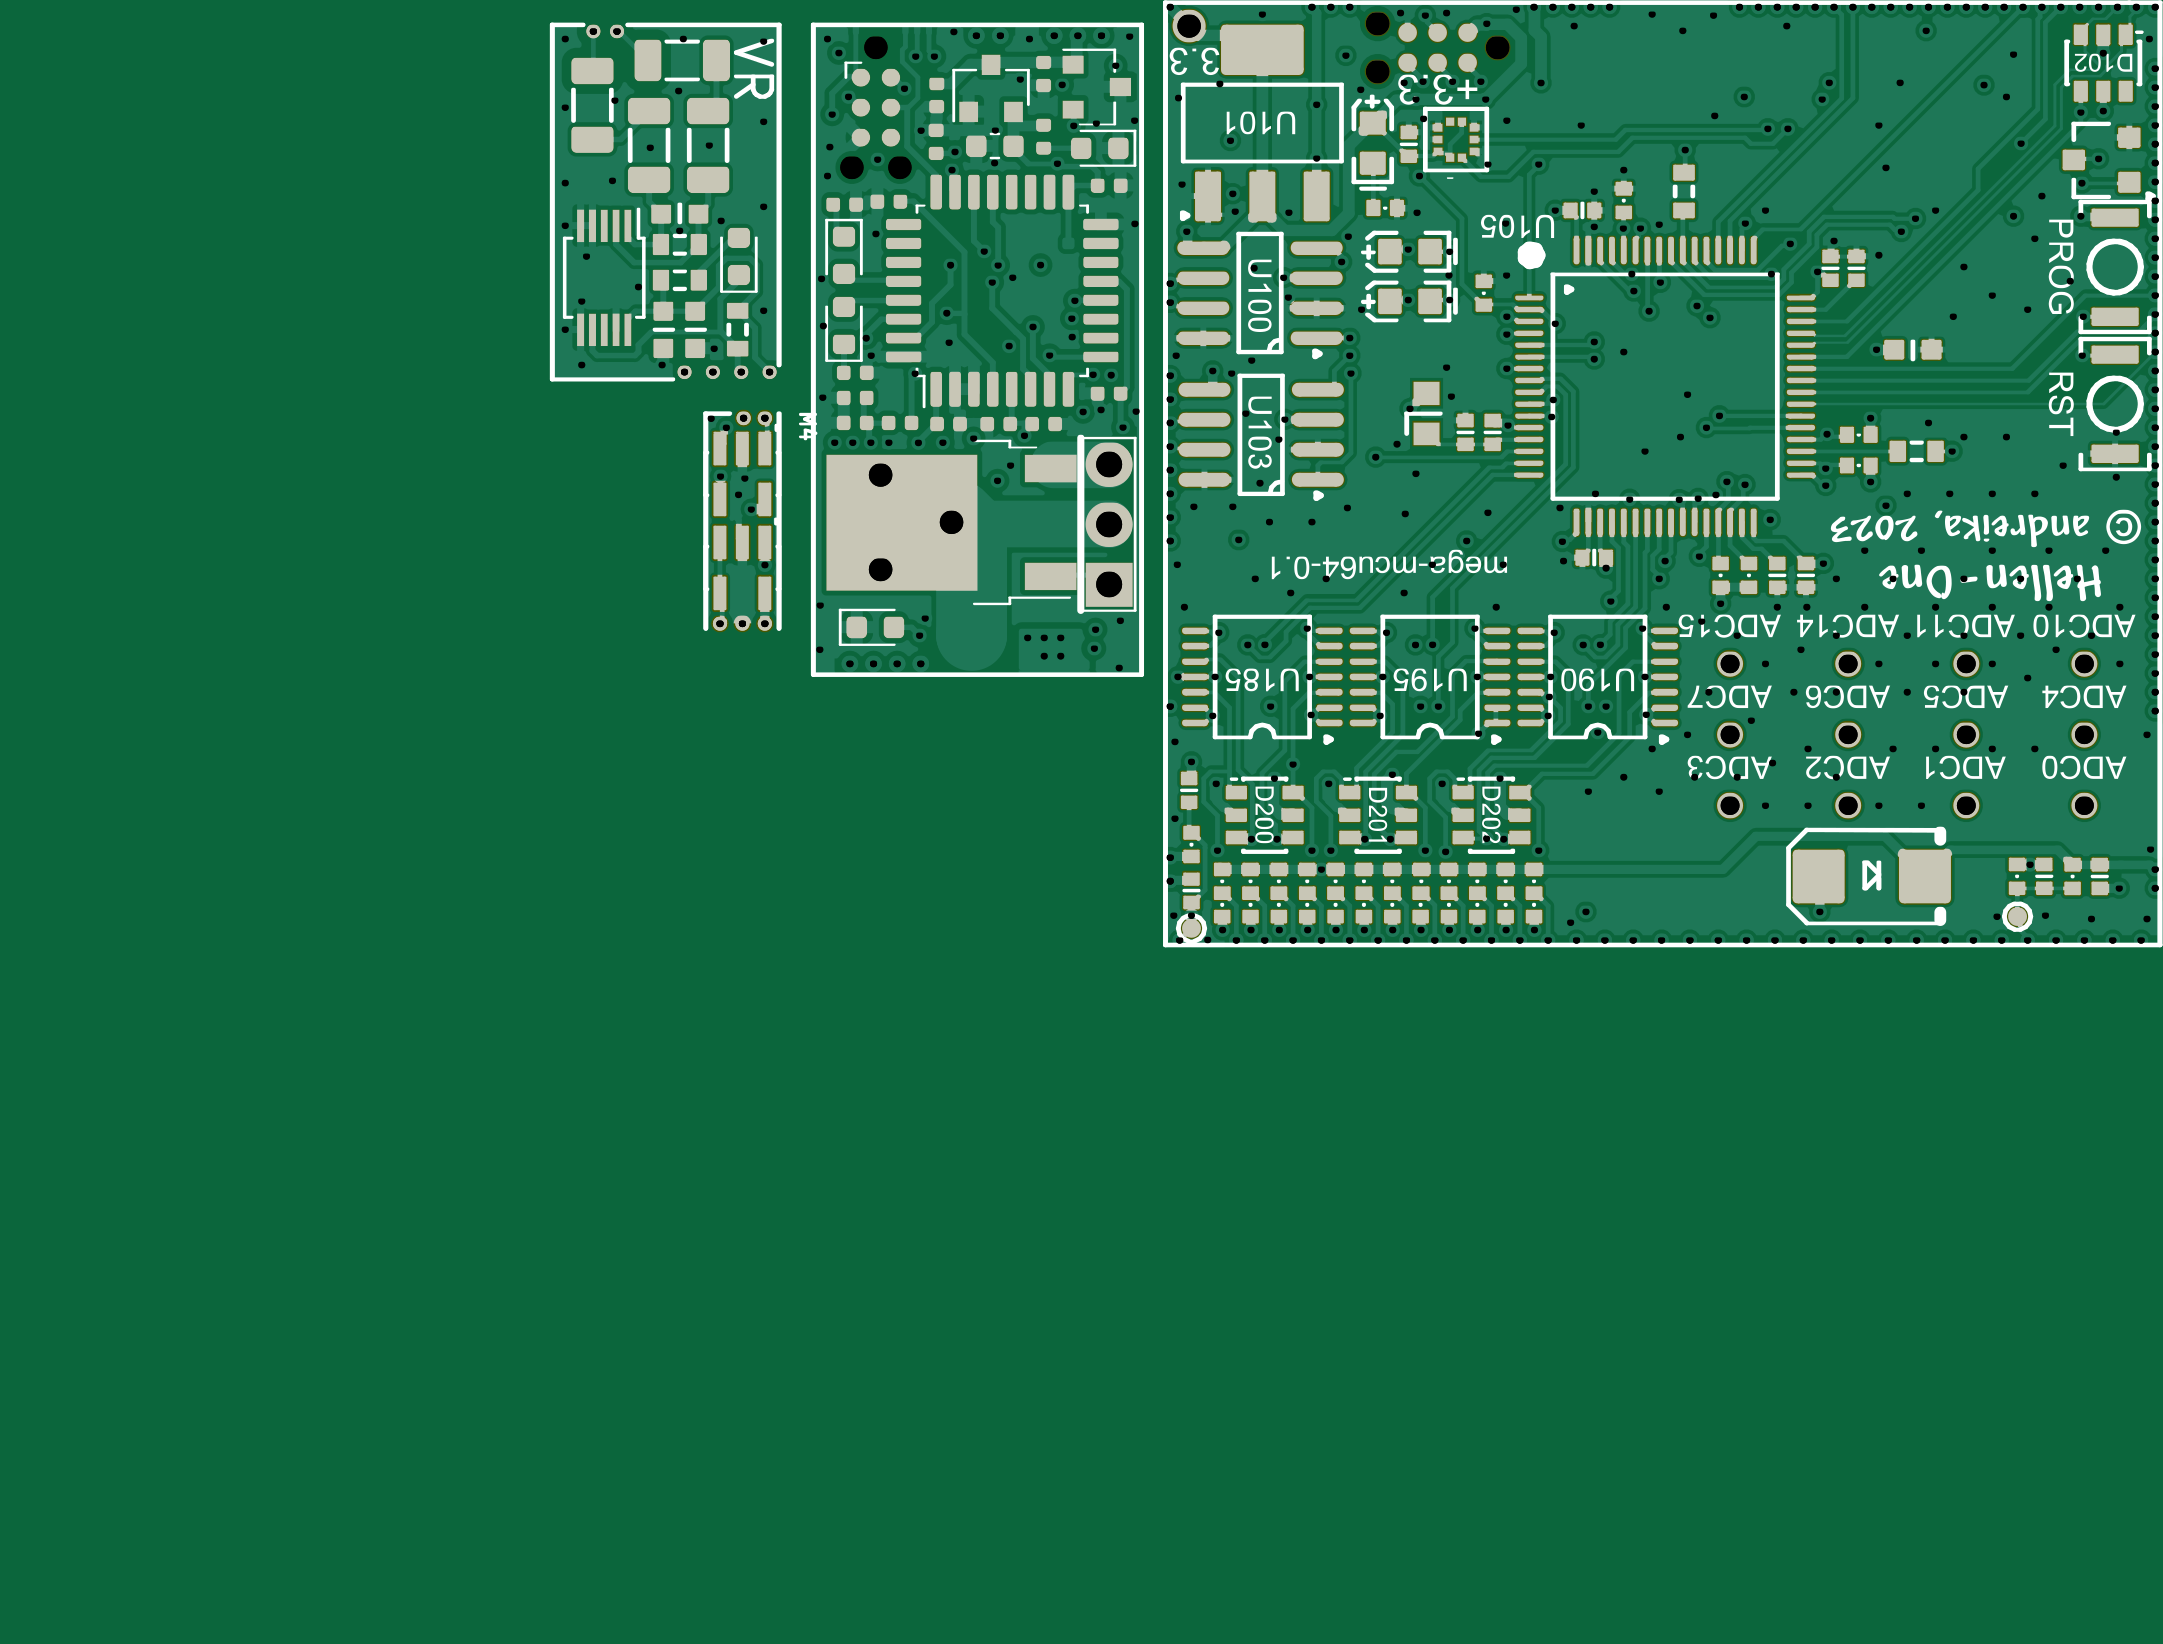 VR
M4
3.3
+3.3
D102
U101
U105
PROG
U100
RST
U103
© andreika, 2023
mega-mcu64-0.1
Hellen-One
ADC15 ADC14 ADC11 ADC10
U185 U195 U190
ADC7 ADC6 ADC5 ADC4
ADC3 ADC2 ADC1 ADC0
D200 D201 D202